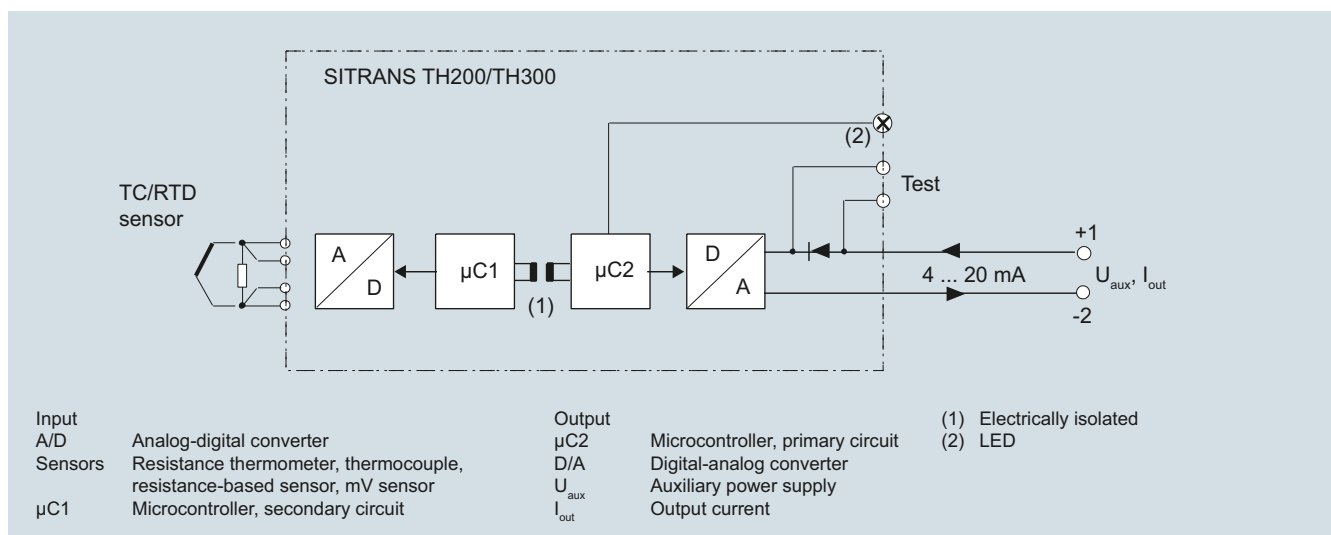 SITRANS TH200/TH300
(2)
Test
TC/RTD
sensor
A
D
µC1
(1)
µC2
D
A
+1
4 ... 20 mA
U_aux, I_out
-2
Input
A/D Analog-digital converter
Sensors Resistance thermometer, thermocouple,
resistance-based sensor, mV sensor
µC1 Microcontroller, secondary circuit
Output
µC2 Microcontroller, primary circuit
D/A Digital-analog converter
U_aux Auxiliary power supply
I_out Output current
(1) Electrically isolated
(2) LED